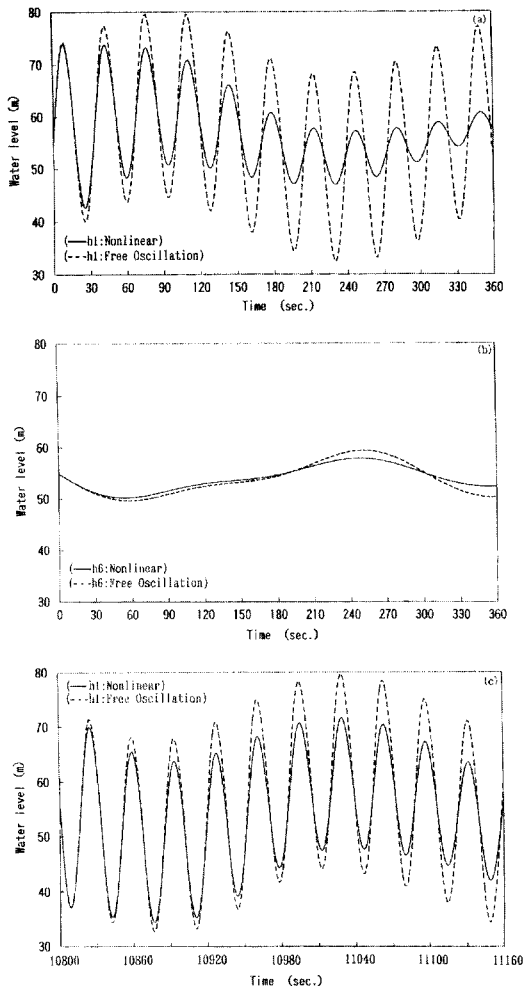 (a)
80
70
60
50
40
30
Water level (m)
(—h1:Nonlinear)
(---h1:Free Oscillation)
0 30 60 90 120 150 180 210 240 270 300 330 360
Time (sec.)
(b)
80
70
60
50
40
30
Water level (m)
(—h6:Nonlinear)
(---h6:Free Oscillation)
0 30 60 90 120 150 180 210 240 270 300 330 360
Time (sec.)
(c)
80
70
60
50
40
30
Water level (m)
(—h1:Nonlinear)
(---h1:Free Oscillation)
10800 10860 10920 10980 11040 11100 11160
Time (sec.)